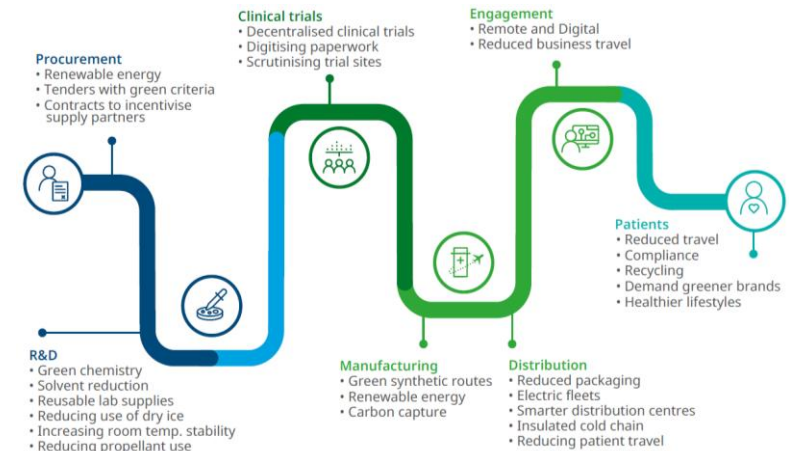 Procurement
• Renewable energy
• Tenders with green criteria
• Contracts to incentivise
supply partners
Clinical trials
• Decentralised clinical trials
• Digitising paperwork
• Scrutinising trial sites
Engagement
• Remote and Digital
• Reduced business travel
Patients
• Reduced travel
• Compliance
• Recycling
• Demand greener brands
• Healthier lifestyles
R&D
• Green chemistry
• Solvent reduction
• Reusable lab supplies
• Reducing use of dry ice
• Increasing room temp. stability
• Reducing propellant use
Manufacturing
• Green synthetic routes
• Renewable energy
• Carbon capture
Distribution
• Reduced packaging
• Electric fleets
• Smarter distribution centres
• Insulated cold chain
• Reducing patient travel